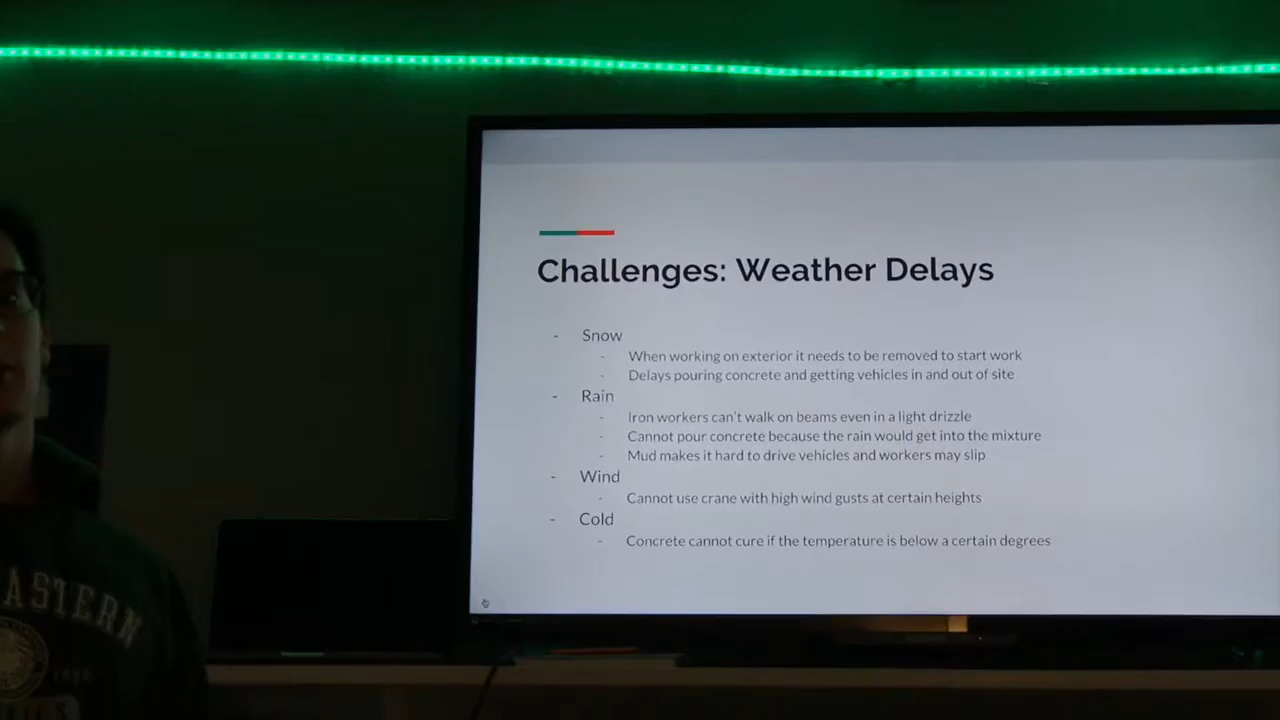 Challenges: Weather Delays
- Snow
- When working on exterior it needs to be removed to start work
- Delays pouring concrete and getting vehicles in and out of site
- Rain
- Iron workers can't walk on beams even in a light drizzle
- Cannot pour concrete because the rain would get into the mixture
- Mud makes it hard to drive vehicles and workers may slip
- Wind
- Cannot use crane with high wind gusts at certain heights
- Cold
- Concrete cannot cure if the temperature is below a certain degrees
ASTERN